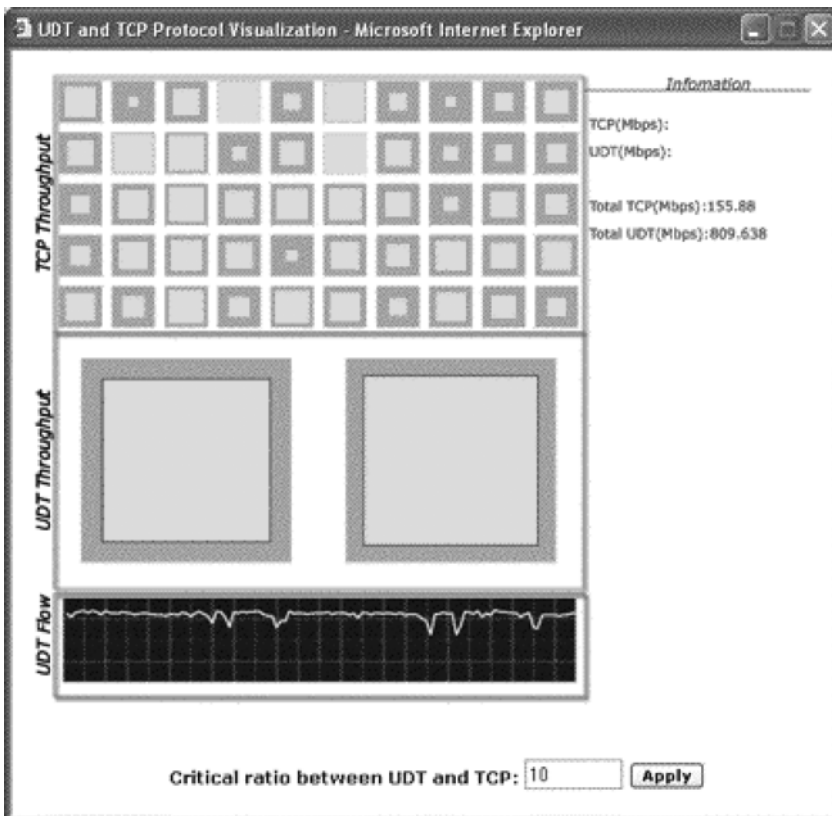 UDT and TCP Protocol Visualization - Microsoft Internet Explorer
Infomation
TCP(Mbps):
UDT(Mbps):
Total TCP(Mbps):155.88
Total UDT(Mbps):809.638
TCP Throughput
UDT Throughput
UDT Flow
Critical ratio between UDT and TCP: 10 Apply